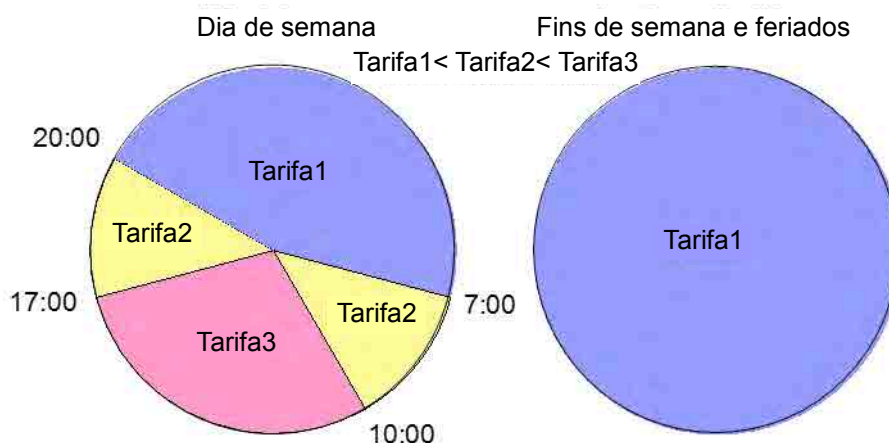 Dia de semana
Fins de semana e feriados
Tarifa1< Tarifa2< Tarifa3
20:00
Tarifa1
Tarifa2
Tarifa1
17:00
7:00
Tarifa2
Tarifa3
10:00